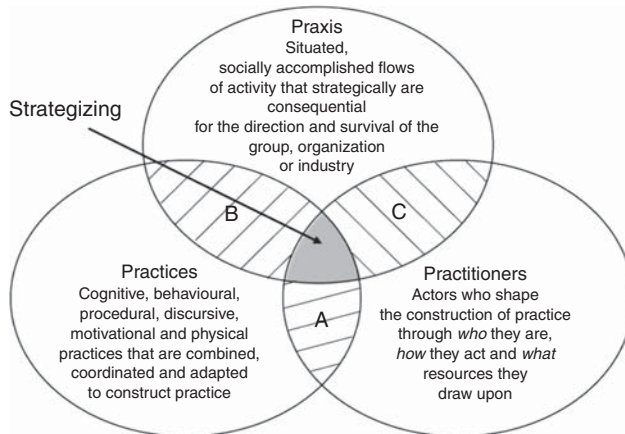 Praxis
Situated,
socially accomplished flows
of activity that strategically are
consequential
for the direction and survival of the
group, organization
or industry
Strategizing
B
C
Practices
Cognitive, behavioural,
procedural, discursive,
motivational and physical
practices that are combined,
coordinated and adapted
to construct practice
A
Practitioners
Actors who shape
the construction of practice
through who they are,
how they act and what
resources they
draw upon